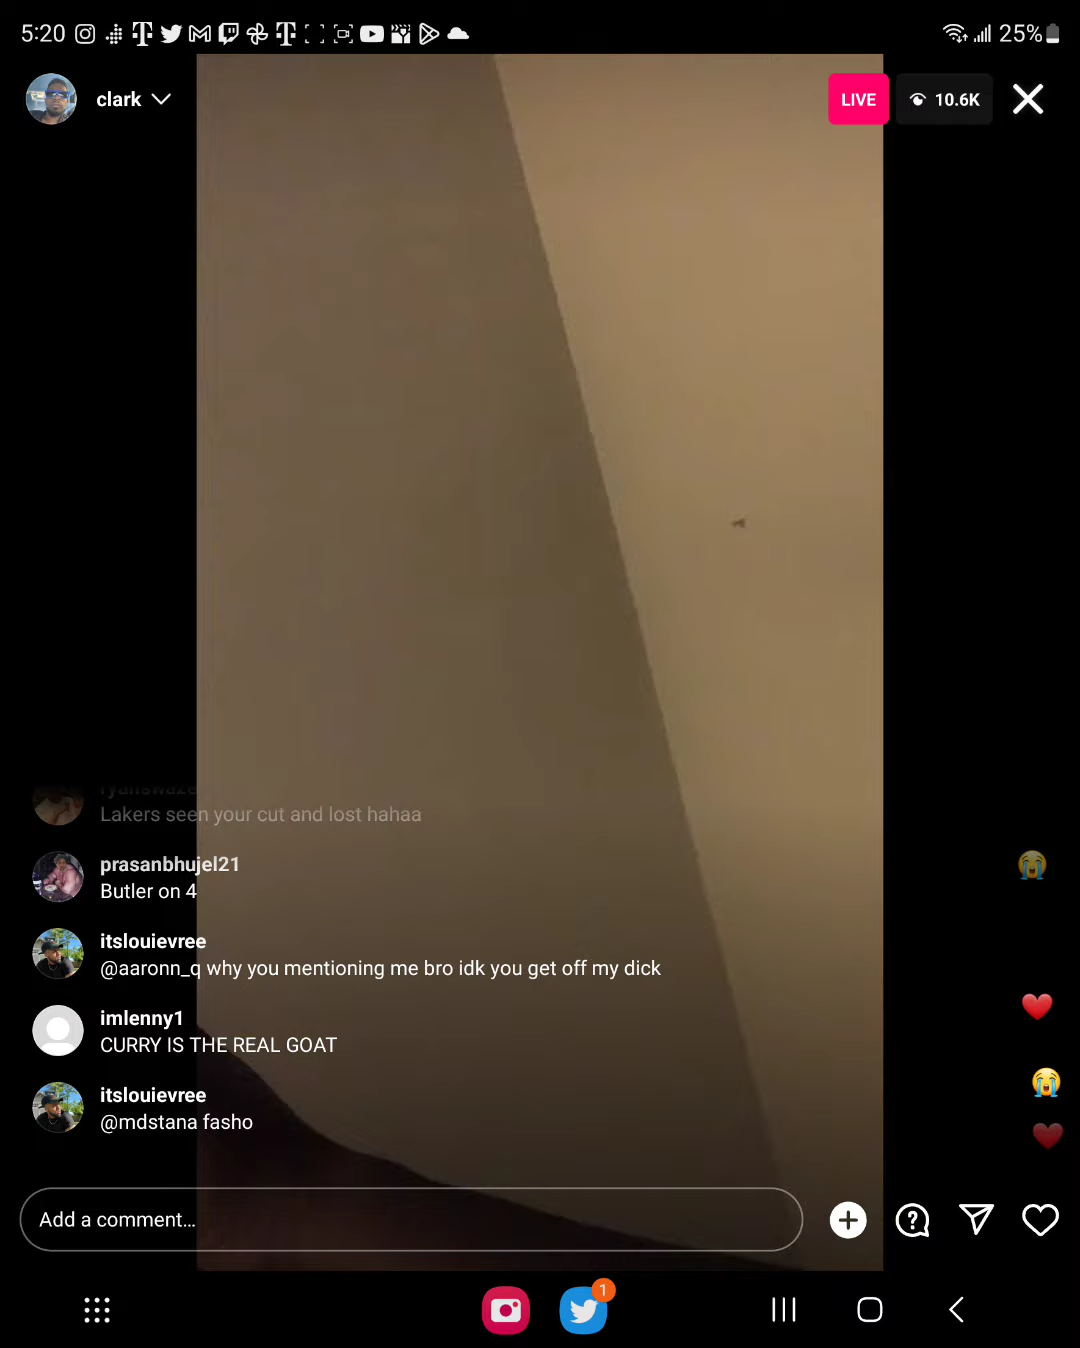 5:20
25%
clark
LIVE
10.6K
ryanswaze
Lakers seen your cut and lost hahaa
prasanbhujel21
Butler on 4
itslouievree
@aaronn_q why you mentioning me bro idk you get off my dick
imlenny1
CURRY IS THE REAL GOAT
itslouievree
@mdstana fasho
Add a comment...
1